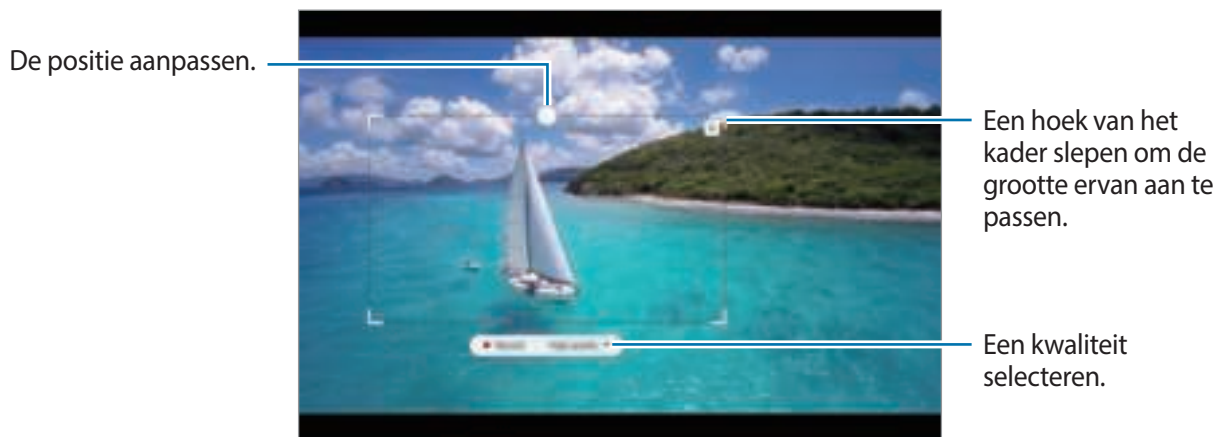 De positie aanpassen.
Een hoek van het
kader slepen om de
grootte ervan aan te
passen.
Een kwaliteit
selecteren.